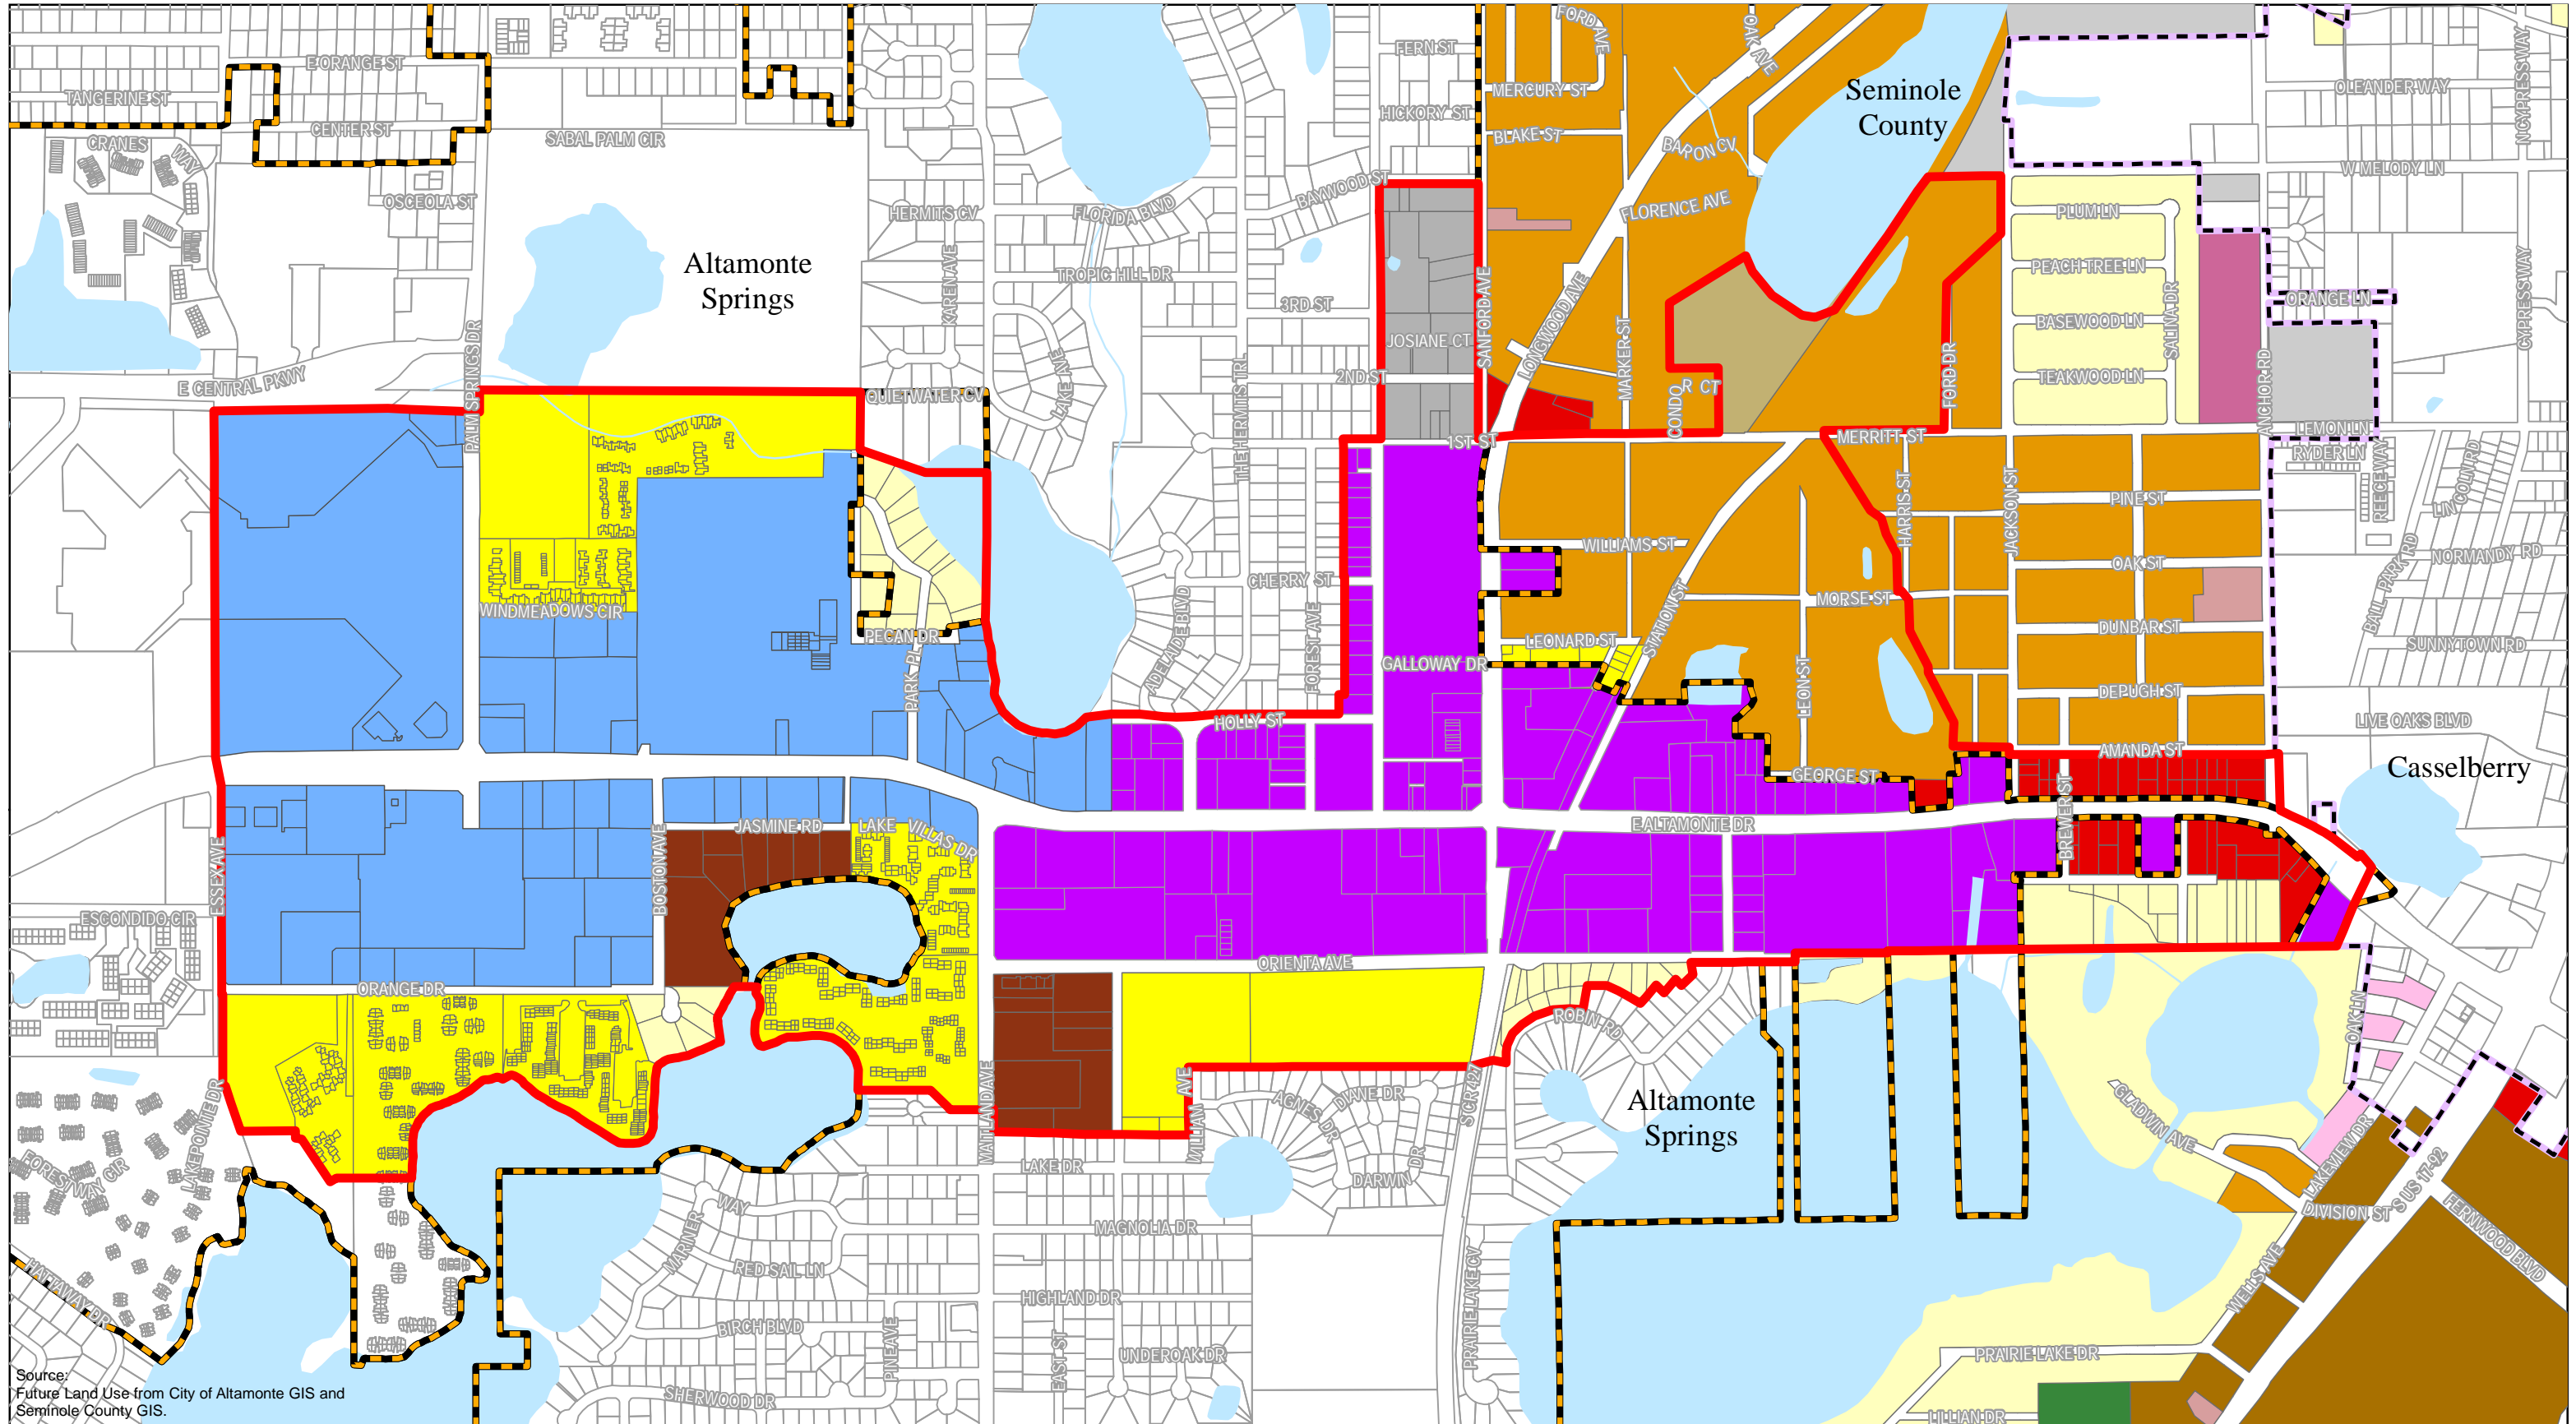 FORD AVE
OAK AVE
FERN ST
E ORANGE ST
TANGERINE ST
MERCURY ST
Seminole
County
OLEANDER WAY
N CYPRESS WAY
HICKORY ST
CENTER ST
CRANES WAY
SABAL PALM CIR
BLAKE ST
BARON CV
W MELODY LN
OSCEOLA ST
BAYWOOD ST
HERMITS CV
FLORIDA BLVD
FLORENCE AVE
PLUM LN
Altamonte
Springs
KAREN AVE
TROPIC HILL DR
PEACH TREE LN
3RD ST
SANFORD AVE
LONGWOOD AVE
ORANGE LN
CYPRESS WAY
PALM SPRINGS DR
LAKE AVE
JOSIANE CT
MARKER ST
BASEWOOD LN
SALINA DR
E CENTRAL PKWY
QUIETWATER CV
THE HERMITS TRL
2ND ST
CONDOR CT
FORD DR
TEAKWOOD LN
ANCHOR RD
1ST ST
MERRITT ST
LEMON LN
RYDER LN
REECE WAY
LINCOLN RD
HARRIS ST
JACKSON ST
PINE ST
WILLIAMS ST
OAK ST
NORMANDY RD
BALL PARK RD
CHERRY ST
WINDMEADOWS CIR
STATION ST
MORSE ST
PECAN DR
ADELAIDE BLVD
FOREST AVE
LEONARD ST
DUNBAR ST
SUNNYTOWN RD
PARK PL
GALLOWAY DR
LEON ST
DEPUGH ST
HOLLY ST
LIVE OAKS BLVD
AMANDA ST
GEORGE ST
Casselberry
BREWER ST
JASMINE RD
LAKE VILLAS DR
E ALTAMONTE DR
ESSEX AVE
BOSTON AVE
ESCONDIDO CIR
ORIENTA AVE
ORANGE DR
ROBIN RD
OAK LN
MAITLAND AVE
WILLIAM AVE
S CR 427
LAKEPOINTE DR
AGNES DR
DIANE DR
Altamonte
Springs
GLADWIN AVE
FORESTWAY CIR
LAKE DR
DARWIN DR
LAKEVIEW DR
S US 17-92
MARINER WAY
MAGNOLIA DR
DIVISION ST
FERNWOOD BLVD
HATTAWAY DR
RED SAIL LN
HIGHLAND DR
PRAIRIE LAKE CV
WELLS AVE
BIRCH BLVD
PINE AVE
EAST ST
UNDEROAK DR
PRAIRIE LAKE DR
SHERWOOD DR
LILLIAN DR
Source:
Future Land Use from City of Altamonte GIS and
Seminole County GIS.